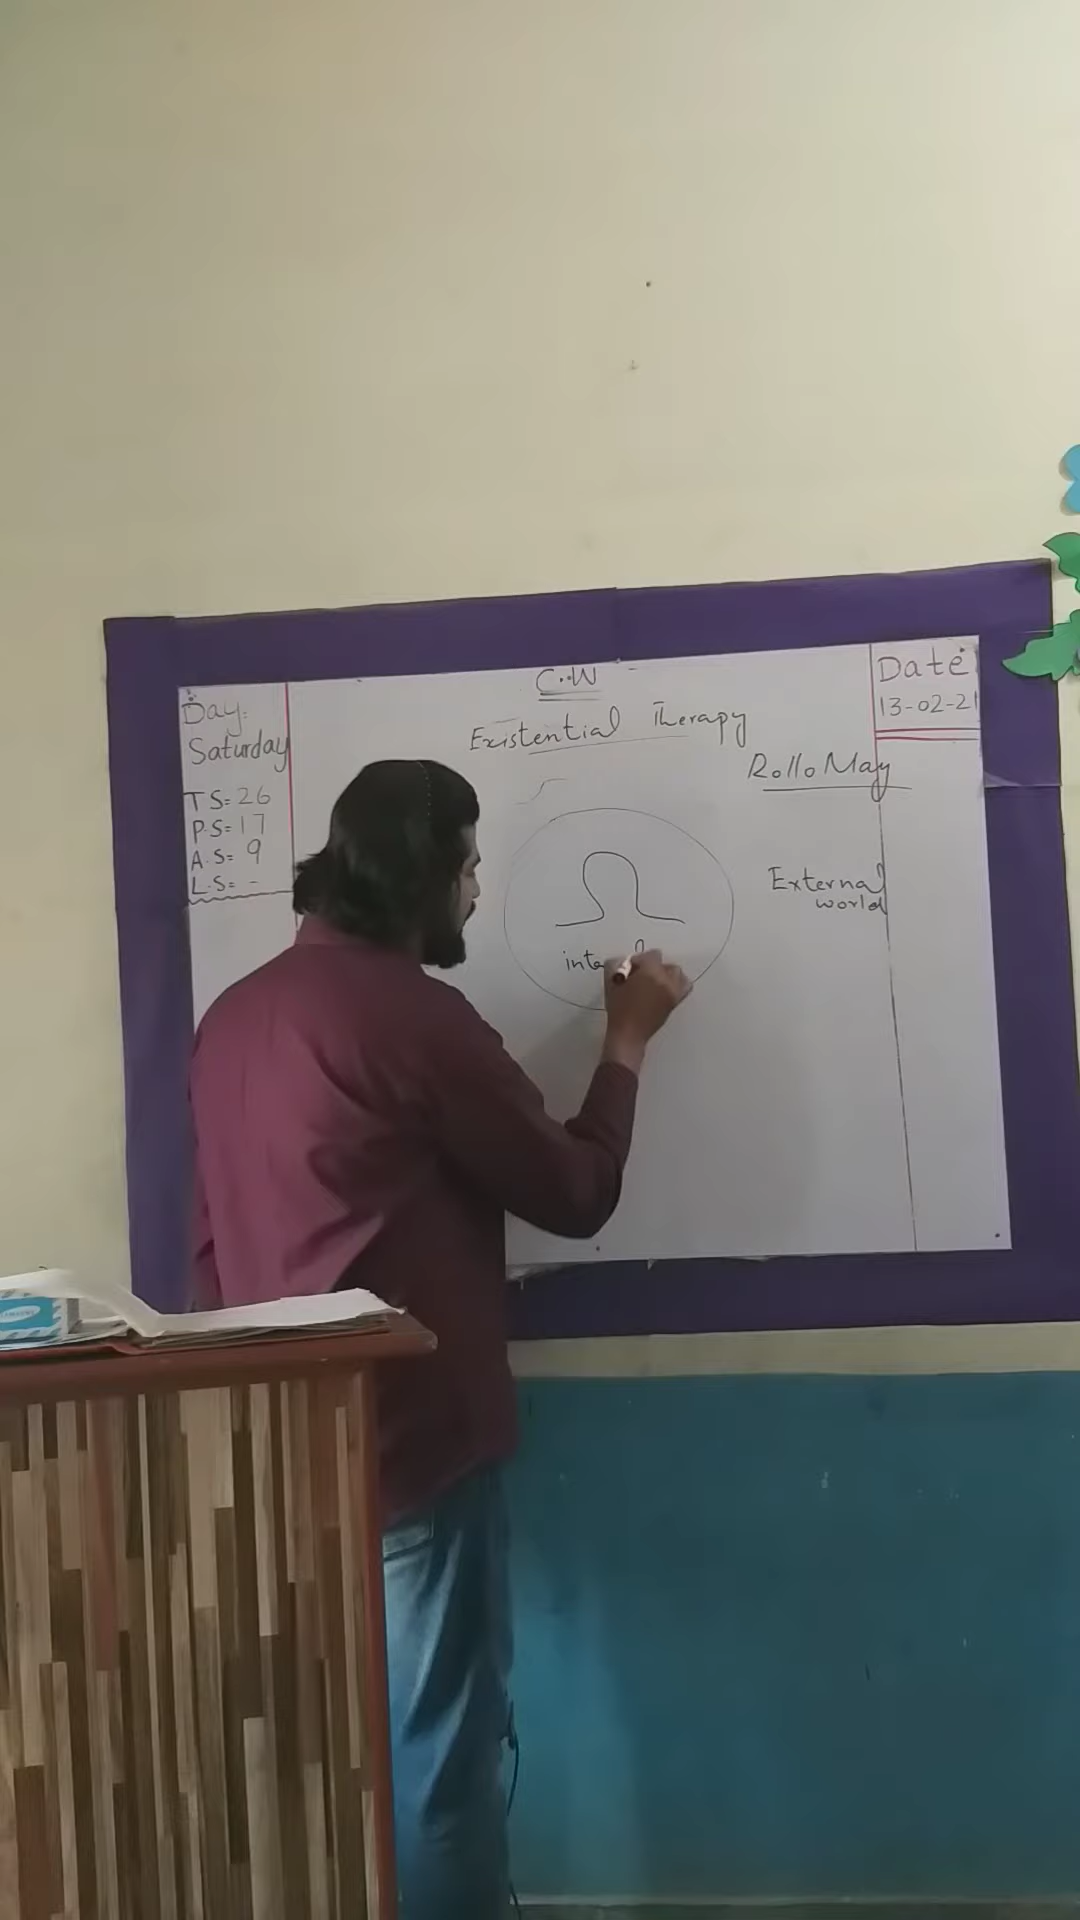 C.W
Day:
Saturday
Date
13-02-21
Existential Therapy
Rollo May
T S= 26
P.S= 17
A.S= 9
L.S= -
External
world